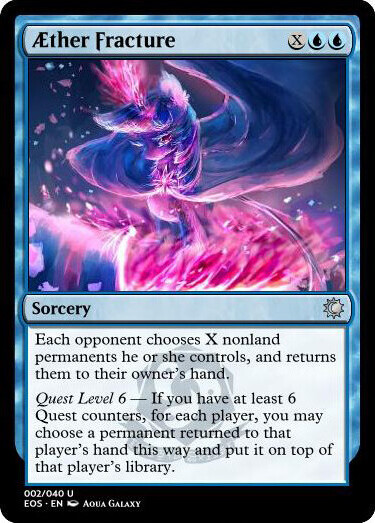 Æther Fracture
X
Sorcery
Each opponent chooses X nonland
permanents he or she controls, and returns
them to their owner's hand.
Quest Level 6 — If you have at least 6
Quest counters, for each player, you may
choose a permanent returned to that
player's hand this way and put it on top of
that player's library.
002/040 U
EOS • EN Aqua Galaxy